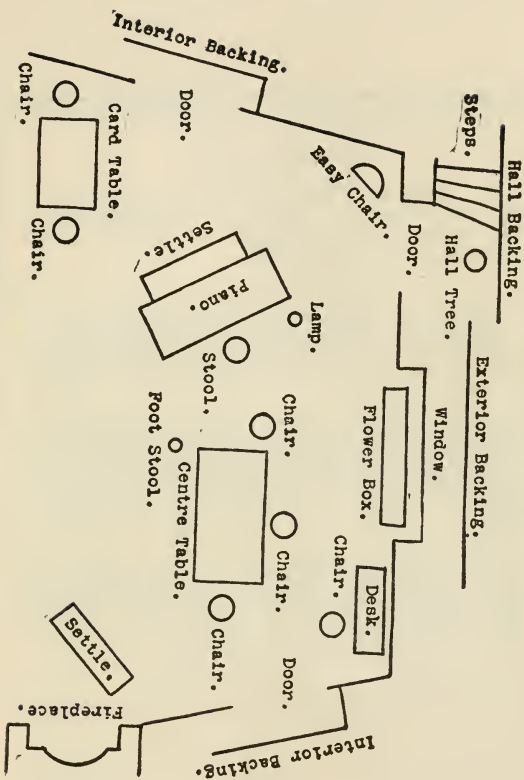 Hall Backing.
Exterior Backing.
Steps.
Hall Tree.
Window.
Door.
Flower Box.
Desk.
Easy Chair.
Chair.
Lamp.
Chair.
Chair.
Door.
Interior Backing.
Piano.
Settle.
Stool.
Chair.
Centre Table.
Foot Stool.
Interior Backing.
Door.
Card Table.
Chair.
Chair.
Settle.
Fireplace.